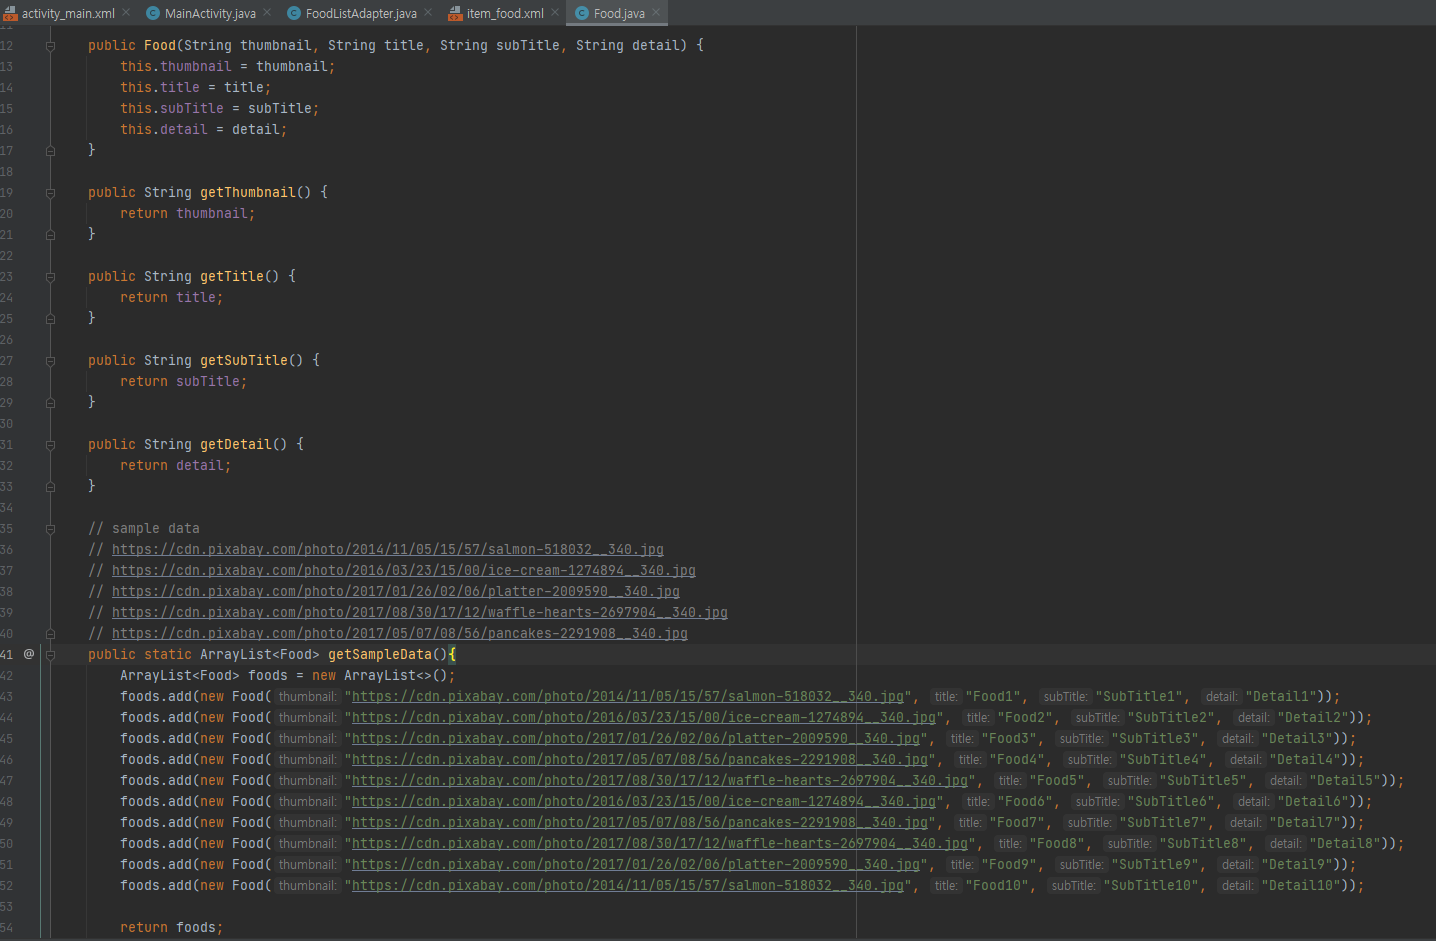 activity_main.xml MainActivity.java FoodListAdapter.java item_food.xml Food.java
12 public Food(String thumbnail, String title, String subTitle, String detail) {
13 this.thumbnail = thumbnail;
14 this.title = title;
15 this.subTitle = subTitle;
16 this.detail = detail;
17 }
18
19 public String getThumbnail() {
20 return thumbnail;
21 }
22
23 public String getTitle() {
24 return title;
25 }
26
27 public String getSubTitle() {
28 return subTitle;
29 }
30
31 public String getDetail() {
32 return detail;
33 }
34
35 // sample data
36 // https://cdn.pixabay.com/photo/2014/11/05/15/57/salmon-518032__340.jpg
37 // https://cdn.pixabay.com/photo/2016/03/23/15/00/ice-cream-1274894__340.jpg
38 // https://cdn.pixabay.com/photo/2017/01/26/02/06/platter-2009590__340.jpg
39 // https://cdn.pixabay.com/photo/2017/08/30/17/12/waffle-hearts-2697904__340.jpg
40 // https://cdn.pixabay.com/photo/2017/05/07/08/56/pancakes-2291908__340.jpg
41 @ public static ArrayList<Food> getSampleData(){
42 ArrayList<Food> foods = new ArrayList<>();
43 foods.add(new Food( thumbnail: "https://cdn.pixabay.com/photo/2014/11/05/15/57/salmon-518032__340.jpg", title: "Food1", subTitle: "SubTitle1", detail: "Detail1"));
44 foods.add(new Food( thumbnail: "https://cdn.pixabay.com/photo/2016/03/23/15/00/ice-cream-1274894__340.jpg", title: "Food2", subTitle: "SubTitle2", detail: "Detail2"));
45 foods.add(new Food( thumbnail: "https://cdn.pixabay.com/photo/2017/01/26/02/06/platter-2009590__340.jpg", title: "Food3", subTitle: "SubTitle3", detail: "Detail3"));
46 foods.add(new Food( thumbnail: "https://cdn.pixabay.com/photo/2017/05/07/08/56/pancakes-2291908__340.jpg", title: "Food4", subTitle: "SubTitle4", detail: "Detail4"));
47 foods.add(new Food( thumbnail: "https://cdn.pixabay.com/photo/2017/08/30/17/12/waffle-hearts-2697904__340.jpg", title: "Food5", subTitle: "SubTitle5", detail: "Detail5"));
48 foods.add(new Food( thumbnail: "https://cdn.pixabay.com/photo/2016/03/23/15/00/ice-cream-1274894__340.jpg", title: "Food6", subTitle: "SubTitle6", detail: "Detail6"));
49 foods.add(new Food( thumbnail: "https://cdn.pixabay.com/photo/2017/05/07/08/56/pancakes-2291908__340.jpg", title: "Food7", subTitle: "SubTitle7", detail: "Detail7"));
50 foods.add(new Food( thumbnail: "https://cdn.pixabay.com/photo/2017/08/30/17/12/waffle-hearts-2697904__340.jpg", title: "Food8", subTitle: "SubTitle8", detail: "Detail8"));
51 foods.add(new Food( thumbnail: "https://cdn.pixabay.com/photo/2017/01/26/02/06/platter-2009590__340.jpg", title: "Food9", subTitle: "SubTitle9", detail: "Detail9"));
52 foods.add(new Food( thumbnail: "https://cdn.pixabay.com/photo/2014/11/05/15/57/salmon-518032__340.jpg", title: "Food10", subTitle: "SubTitle10", detail: "Detail10"));
53
54 return foods;